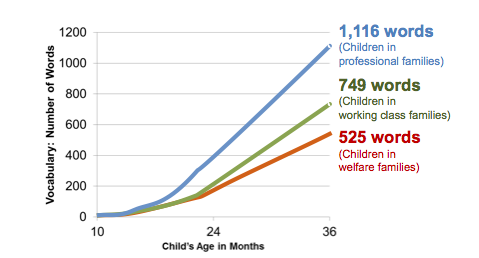 1200
1000
800
600
400
200
0
Vocabulary: Number of Words
10
24
36
Child's Age in Months
1,116 words
(Children in
professional families)
749 words
(Children in
working class families)
525 words
(Children in
welfare families)